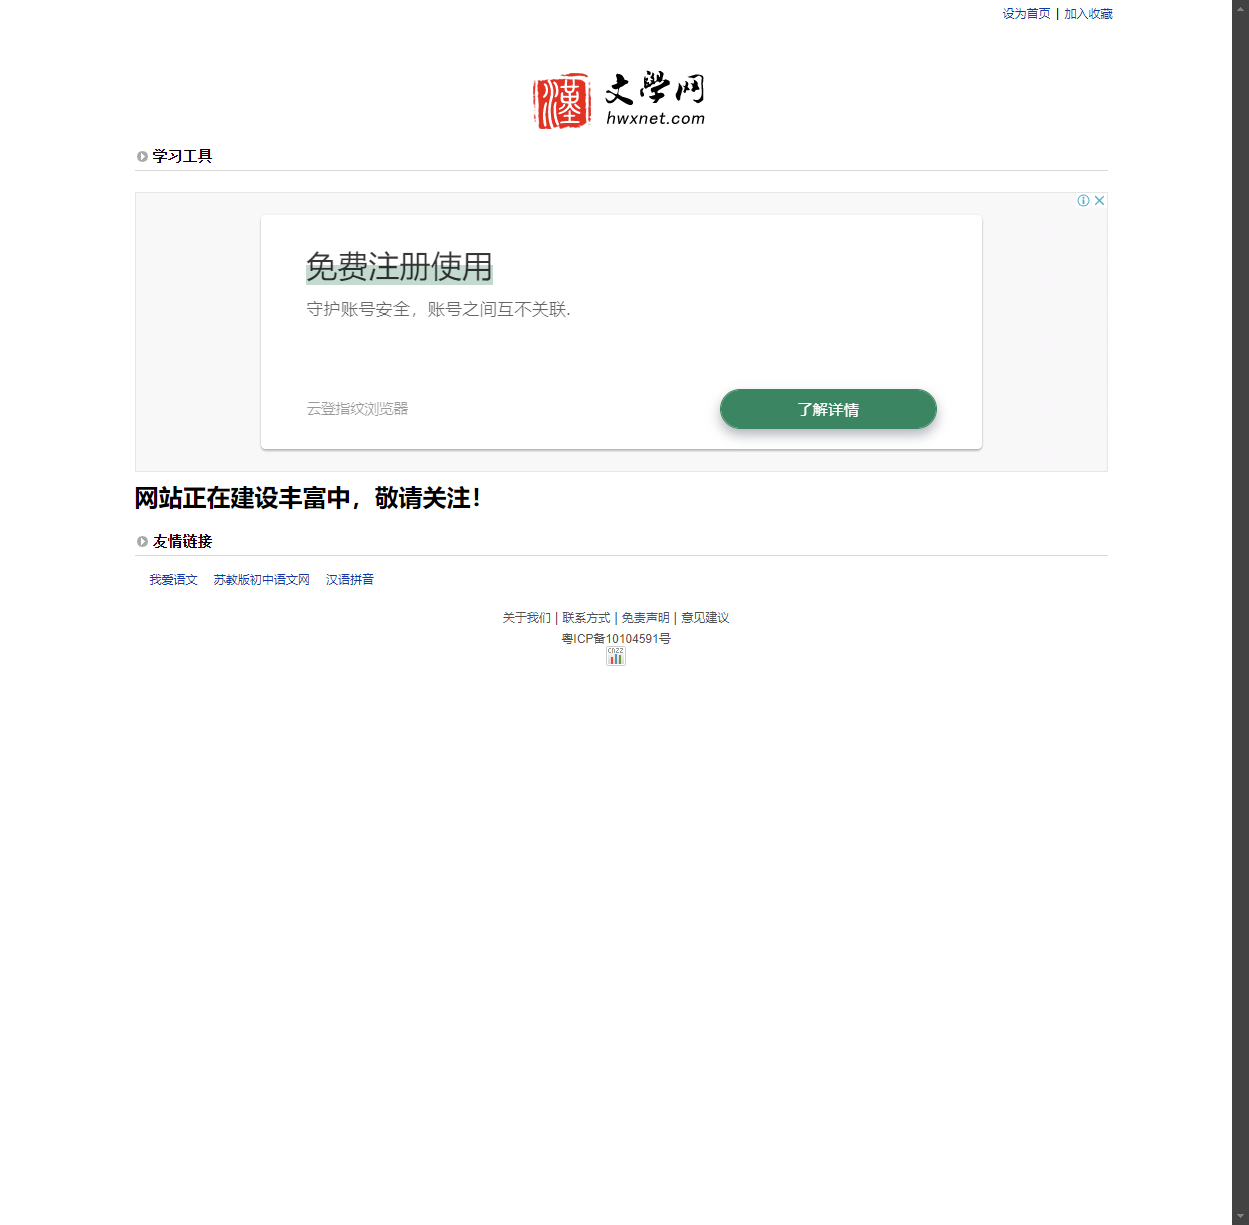 设为首页 | 加入收藏
漢 文學网
hwxnet.com
学习工具
免费注册使用
守护账号安全，账号之间互不关联.
云登指纹浏览器
了解详情
网站正在建设丰富中，敬请关注！
友情链接
我爱语文 苏教版初中语文网 汉语拼音
关于我们 | 联系方式 | 免责声明 | 意见建议
粤ICP备10104591号
CNZZ